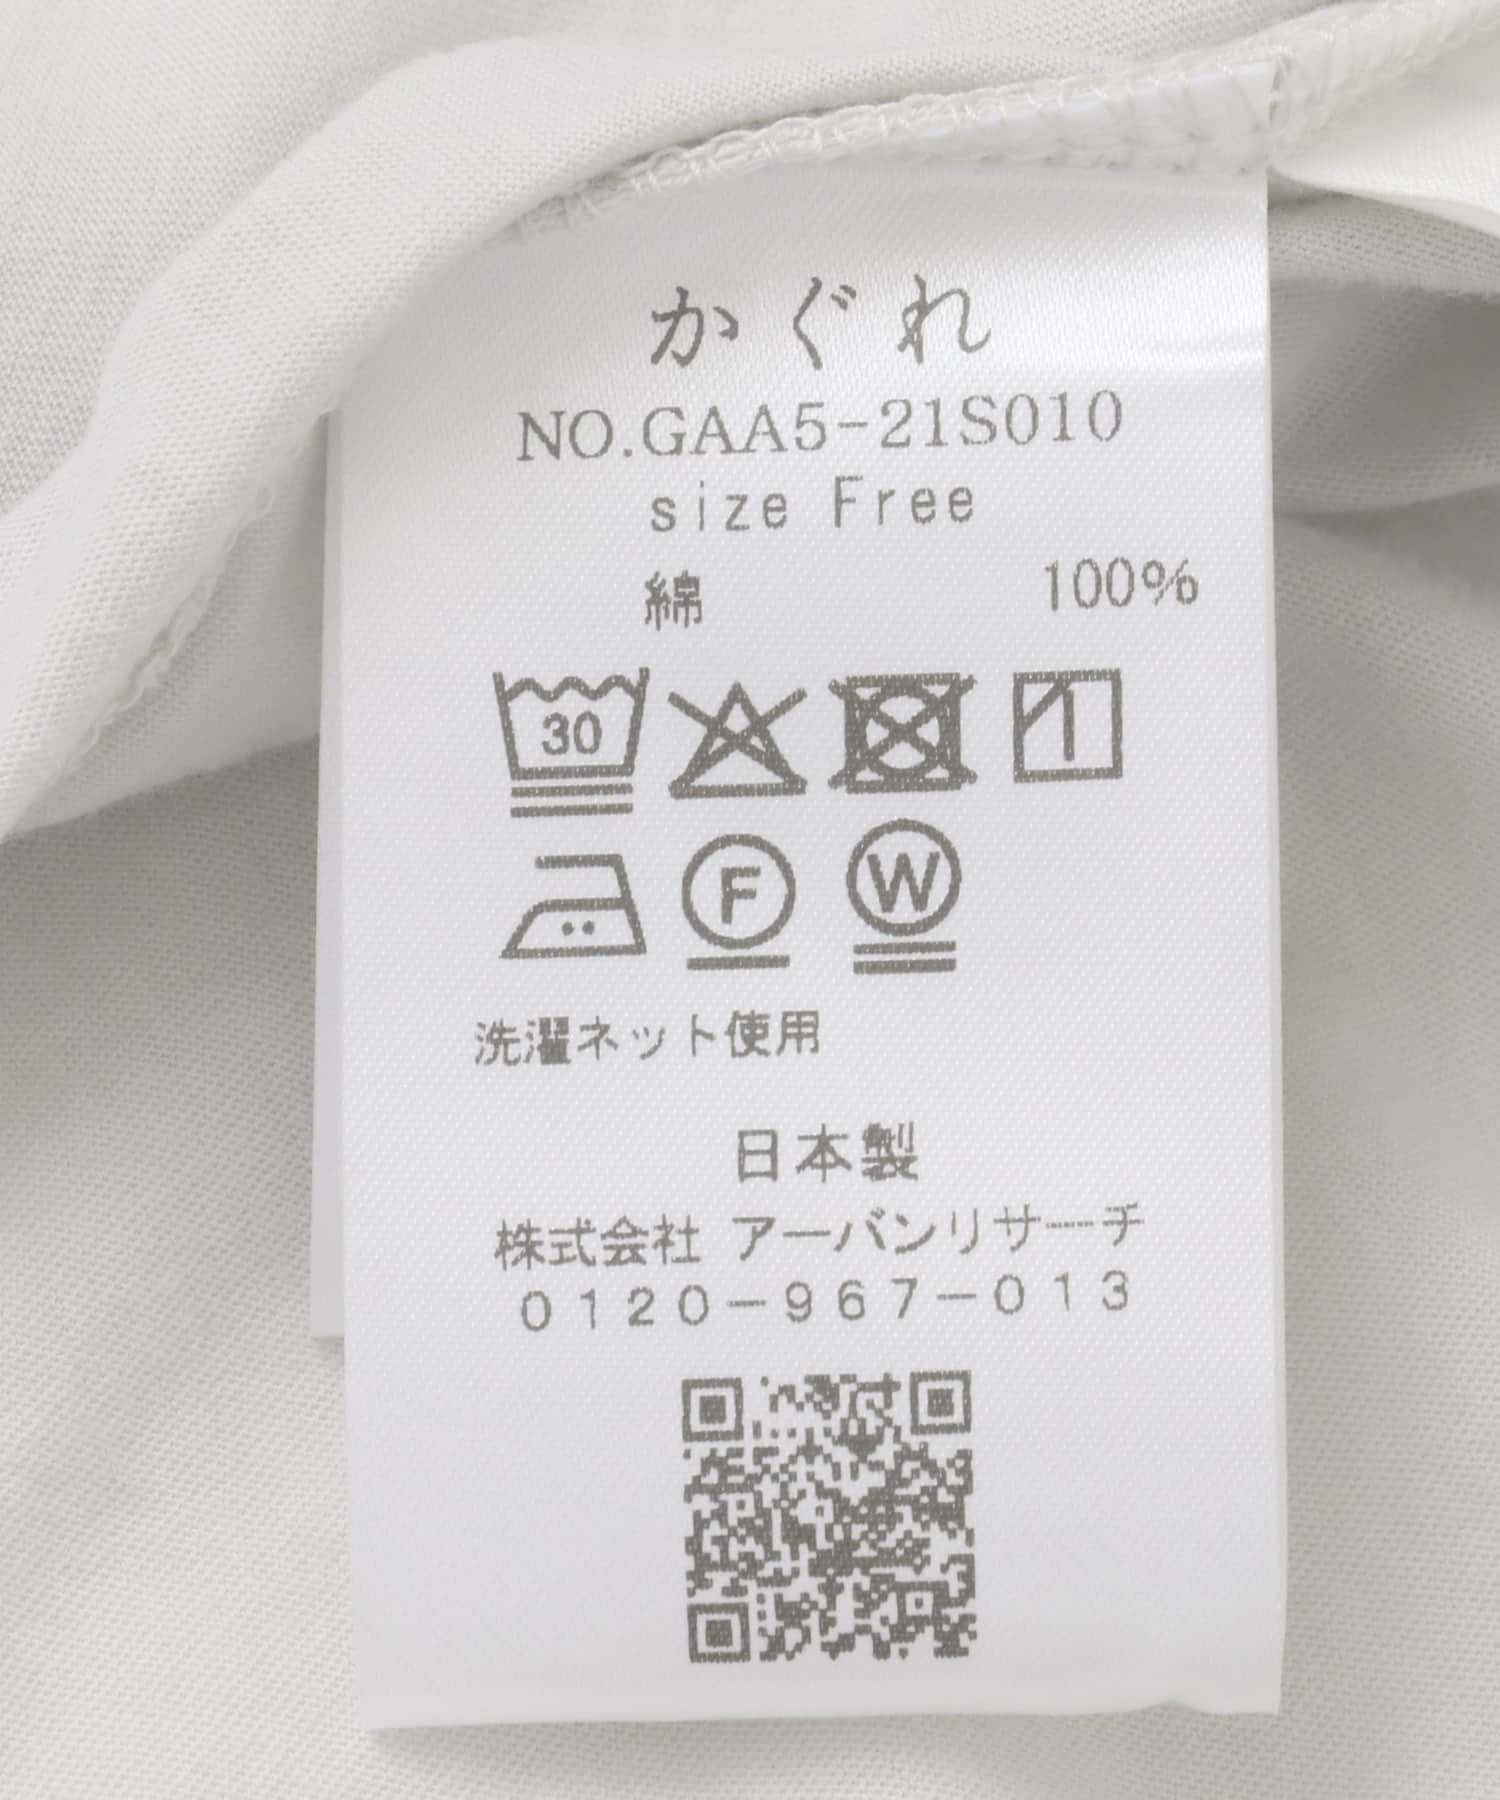 かぐれ
NO.GAA5-21S010
size Free
綿 100%
30
F W
洗濯ネット使用
日本製
株式会社 アーバンリサーチ
0120-967-013